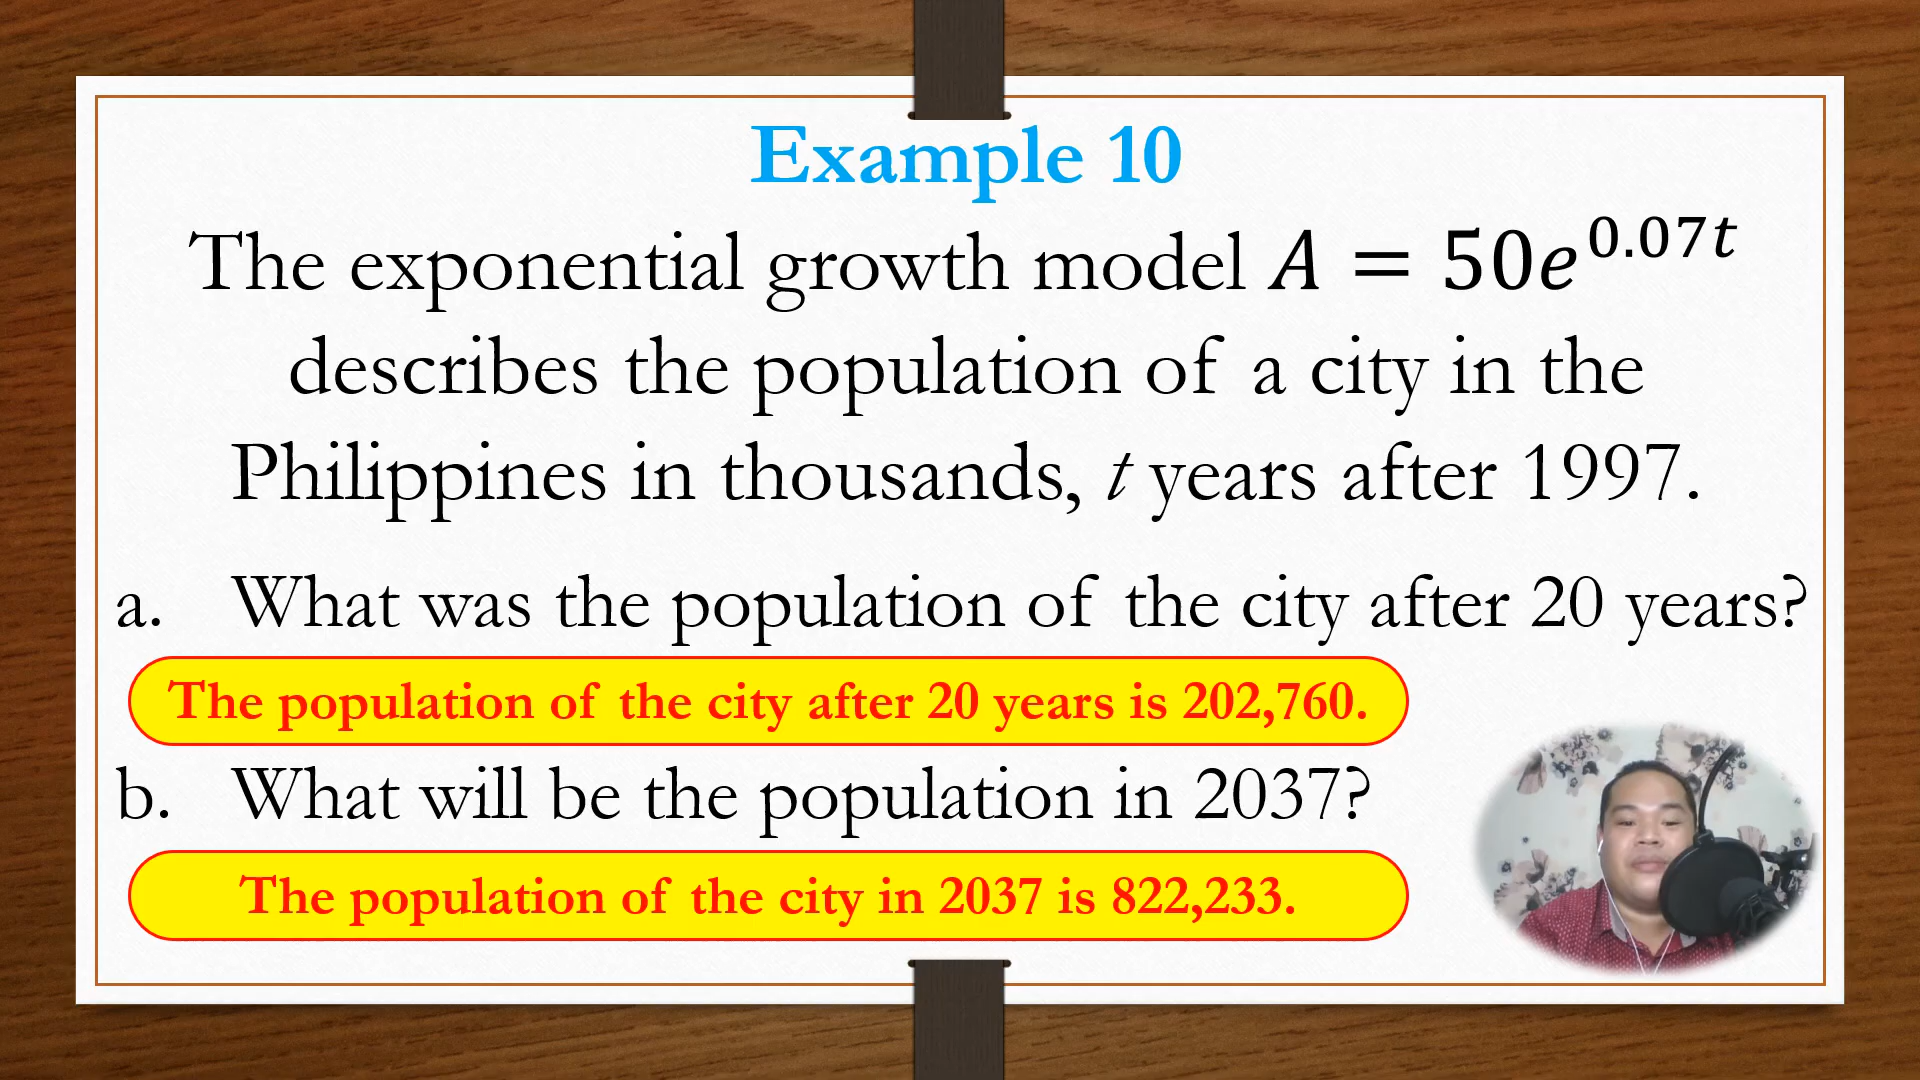 Example 10
The exponential growth model A = 50e^{0.07t}
describes the population of a city in the
Philippines in thousands, t years after 1997.
a. What was the population of the city after 20 years?
The population of the city after 20 years is 202,760.
b. What will be the population in 2037?
The population of the city in 2037 is 822,233.